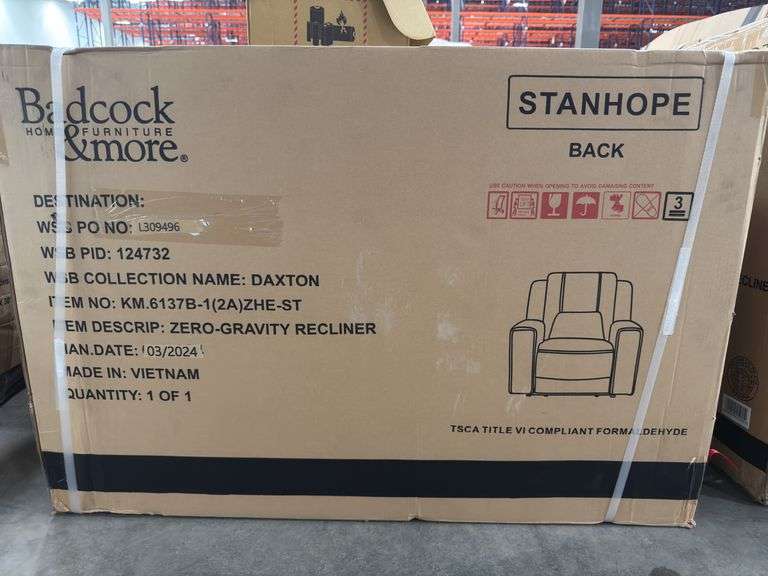 Badcock
HOME FURNITURE
&more®
STANHOPE
BACK
USE CAUTION WHEN OPENING TO AVOID DAMAGING CONTENT
3
DESTINATION:
WSB PO NO: L309496
WSB PID: 124732
WSB COLLECTION NAME: DAXTON
ITEM NO: KM.6137B-1(2A)ZHE-ST
ITEM DESCRIP: ZERO-GRAVITY RECLINER
MAN.DATE: 03/2024
MADE IN: VIETNAM
QUANTITY: 1 OF 1
TSCA TITLE VI COMPLIANT FORMALDEHYDE